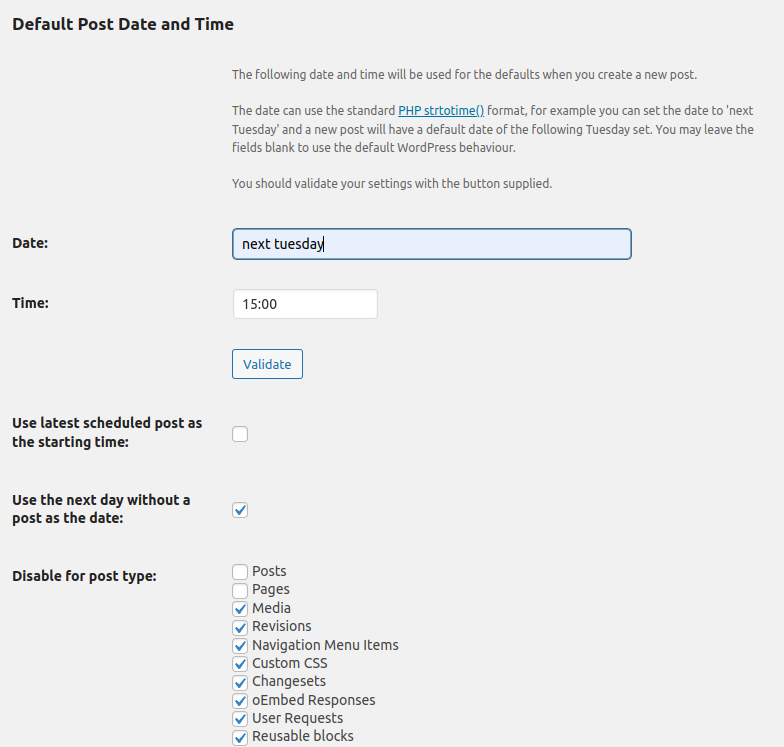 Default Post Date and Time
The following date and time will be used for the defaults when you create a new post.
The date can use the standard PHP strtotime() format, for example you can set the date to 'next
Tuesday' and a new post will have a default date of the following Tuesday set. You may leave the
fields blank to use the default WordPress behaviour.
You should validate your settings with the button supplied.
Date:
next tuesday
Time:
15:00
Validate
Use latest scheduled post as
the starting time:
Use the next day without a
post as the date:
Disable for post type:
Posts
Pages
Media
Revisions
Navigation Menu Items
Custom CSS
Changesets
oEmbed Responses
User Requests
Reusable blocks